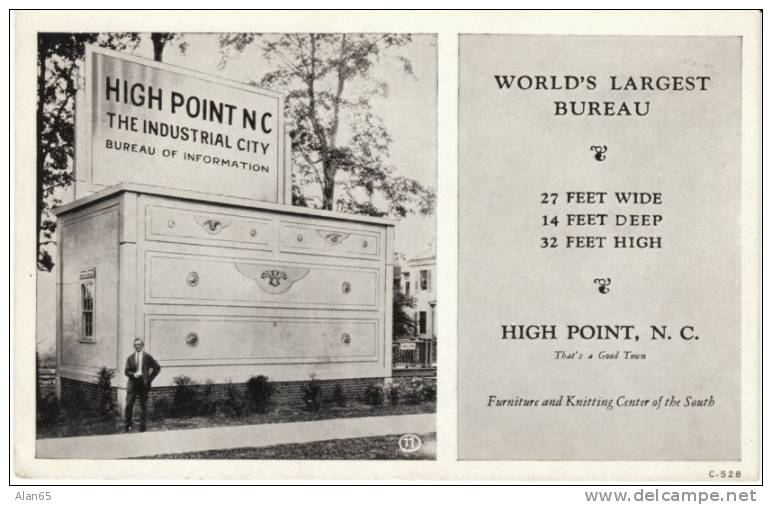 HIGH POINT N C
THE INDUSTRIAL CITY
BUREAU OF INFORMATION
11
WORLD'S LARGEST
BUREAU
27 FEET WIDE
14 FEET DEEP
32 FEET HIGH
HIGH POINT, N. C.
That's a Good Town
Furniture and Knitting Center of the South
C-528
Alan65
http://www.delcampe.net